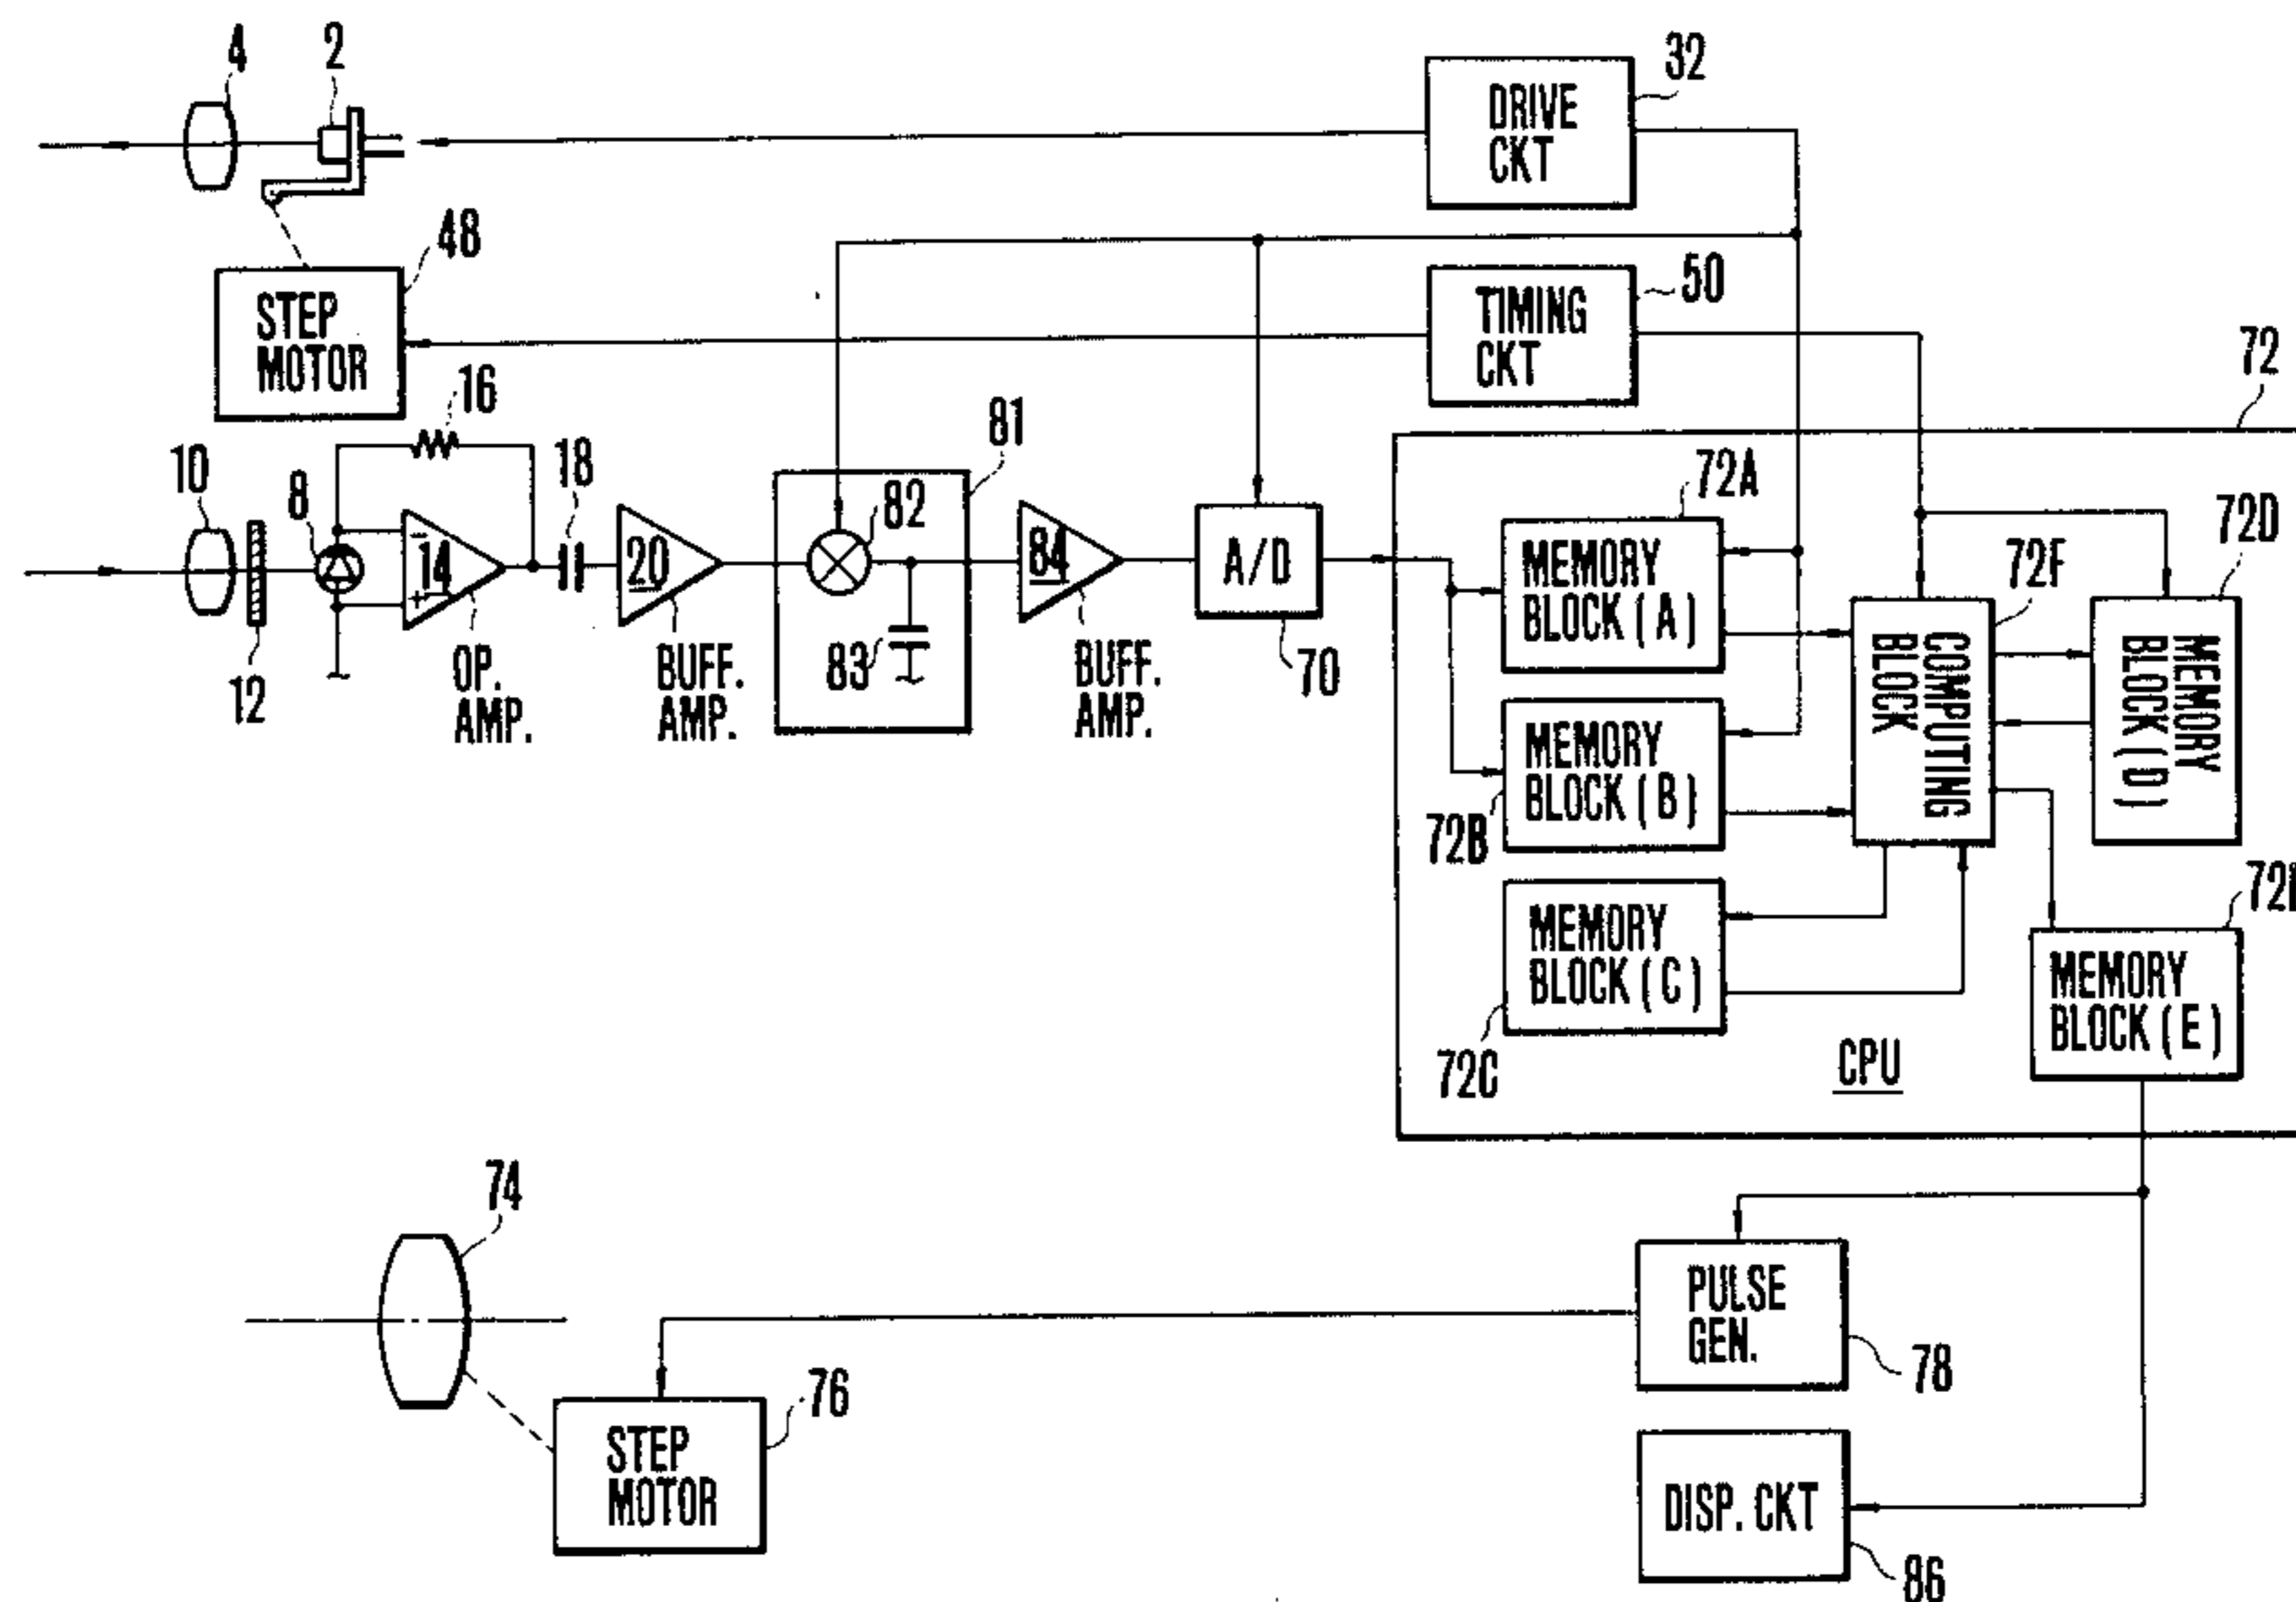 4
2
32
DRIVE
CKT
48
50
STEP
MOTOR
TIMING
CKT
72
16
81
10
8
18
72A
72D
82
72F
14
20
84
A/D
MEMORY
BLOCK (A)
COMPUTING
BLOCK
MEMORY
BLOCK (D)
83
12
OP.
AMP.
BUFF.
AMP.
BUFF.
AMP.
70
MEMORY
BLOCK (B)
72B
MEMORY
BLOCK (C)
MEMORY
BLOCK (E)
72C
CPU
74
PULSE
GEN.
78
76
STEP
MOTOR
DISP. CKT
86